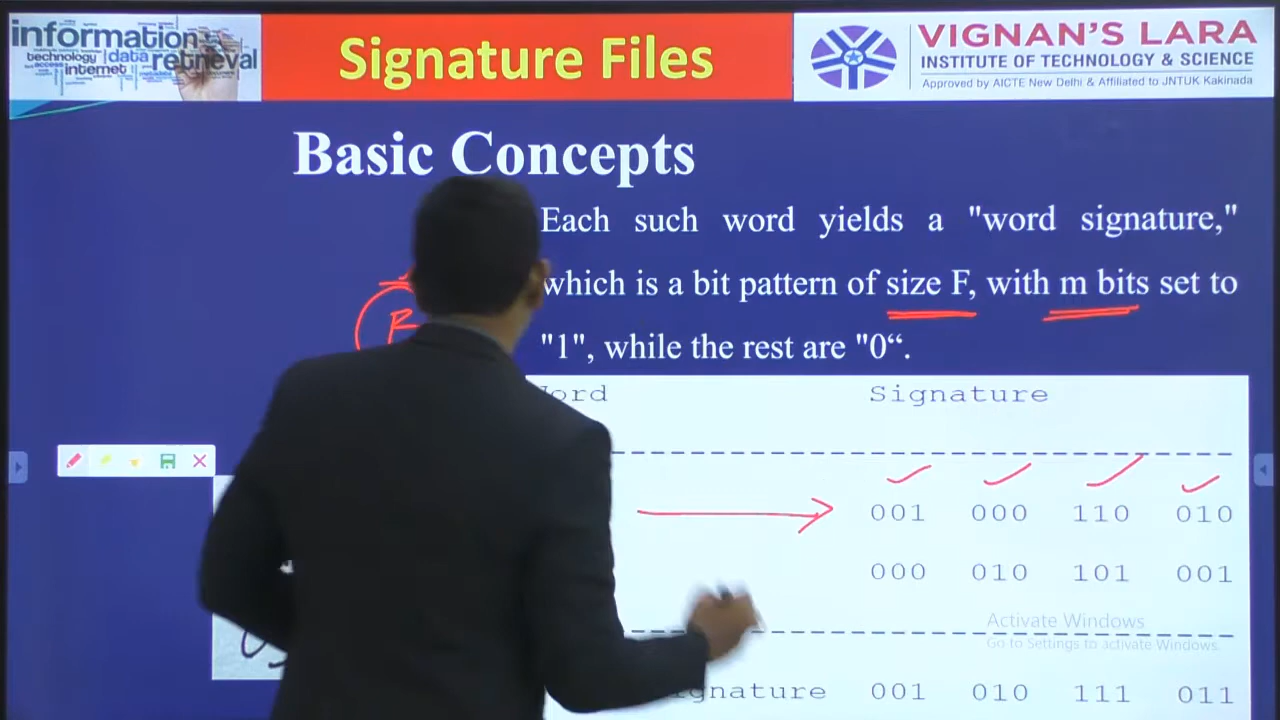 information
technology data retrieval
internet
Signature Files
VIGNAN'S LARA
INSTITUTE OF TECHNOLOGY & SCIENCE
Approved by AICTE New Delhi & Affiliated to JNTUK Kakinada
Basic Concepts
Each such word yields a "word signature,"
which is a bit pattern of size F, with m bits set to
"1", while the rest are "0“.
F
Signature
001 000 110 010
000 010 101 001
Activate Windows
Go to Settings to activate Windows.
001 010 111 011